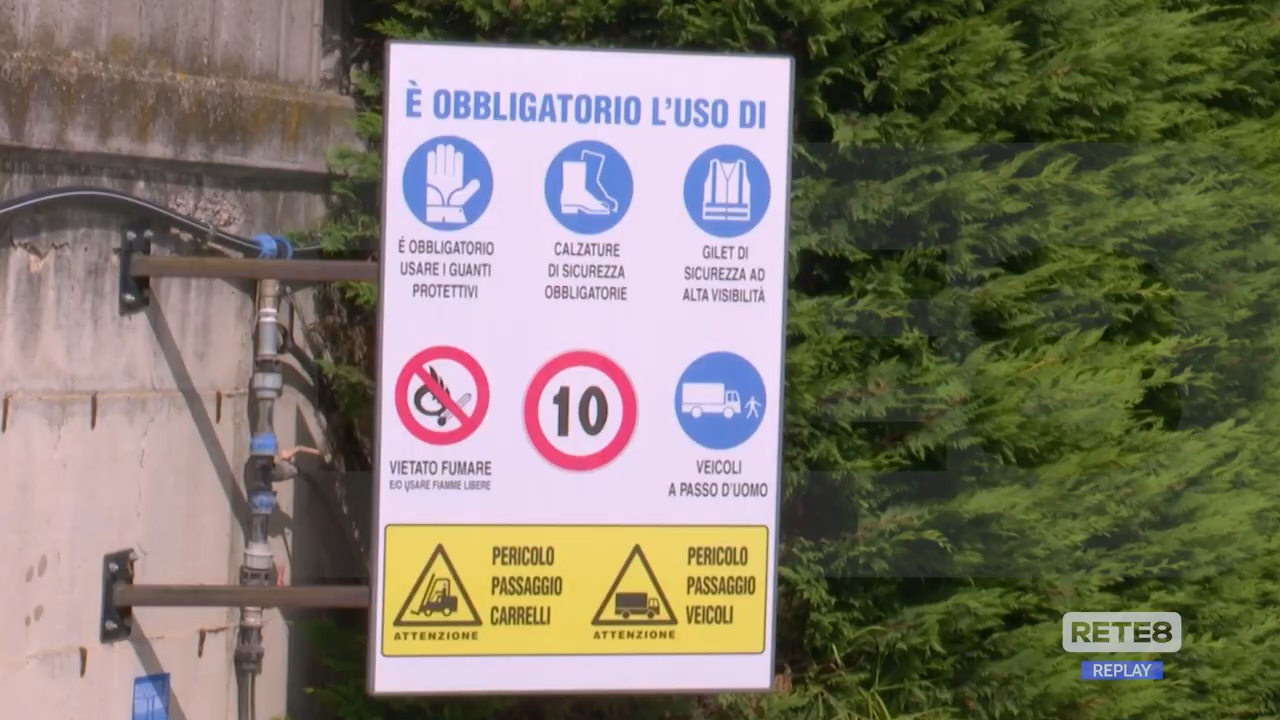 È OBBLIGATORIO L'USO DI
È OBBLIGATORIO
USARE I GUANTI
PROTETTIVI
CALZATURE
DI SICUREZZA
OBBLIGATORIE
GILET DI
SICUREZZA AD
ALTA VISIBILITÀ
VIETATO FUMARE
E/O USARE FIAMME LIBERE
10
VEICOLI
A PASSO D'UOMO
PERICOLO
PASSAGGIO
CARRELLI
ATTENZIONE
PERICOLO
PASSAGGIO
VEICOLI
ATTENZIONE
RETE8
REPLAY